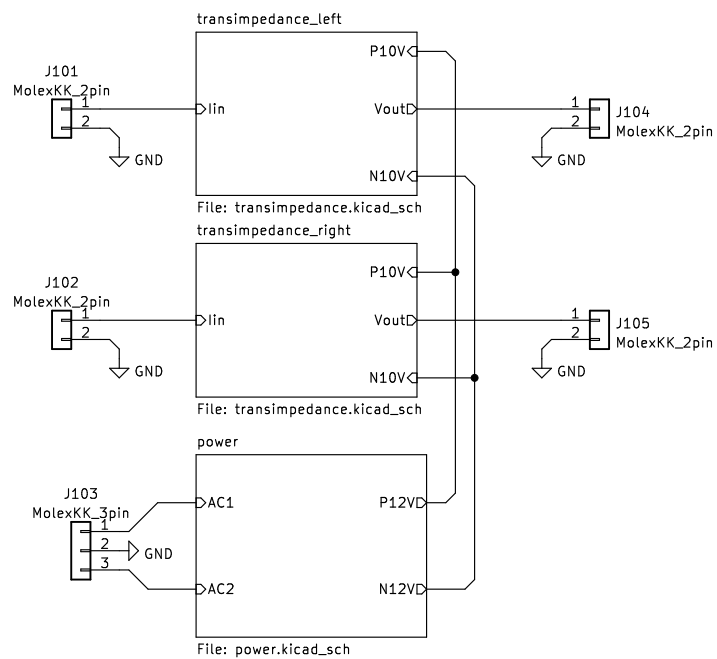 transimpedance_left
P10V
J101
MolexKK_2pin
1
Iin
Vout
1
J104
2
2
MolexKK_2pin
GND
GND
N10V
File: transimpedance.kicad_sch
transimpedance_right
P10V
J102
MolexKK_2pin
1
Iin
Vout
1
J105
2
2
MolexKK_2pin
GND
GND
N10V
File: transimpedance.kicad_sch
power
J103
MolexKK_3pin
AC1
P12V
1
2
GND
3
AC2
N12V
File: power.kicad_sch